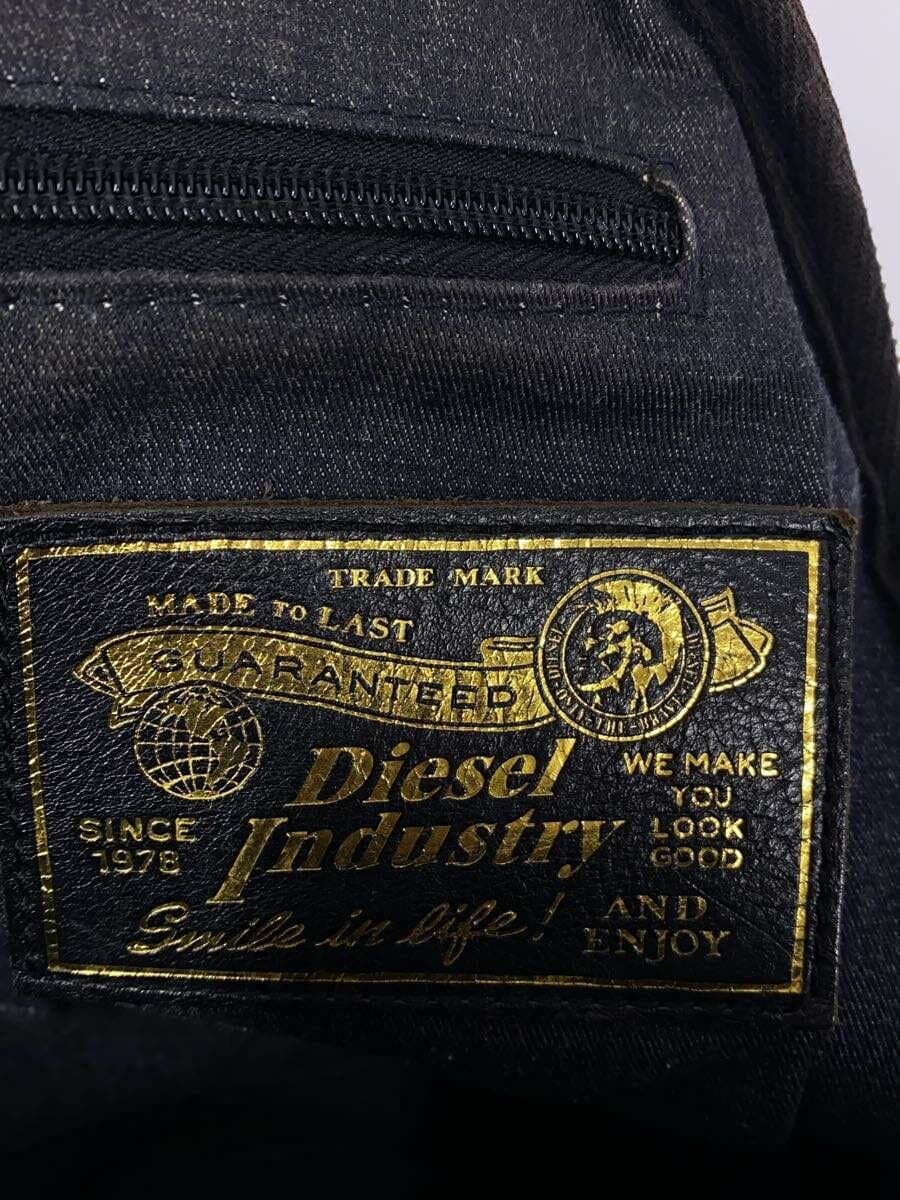 TRADE MARK
MADE TO LAST
GUARANTEED
Diesel
Industry
SINCE
1978
WE MAKE
YOU
LOOK
GOOD
Smile in life!
AND
ENJOY